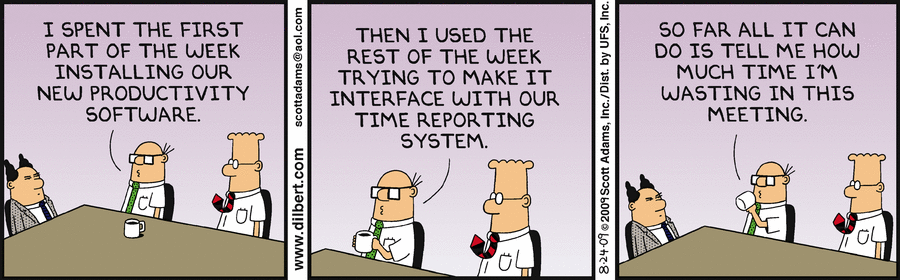 I SPENT THE FIRST
PART OF THE WEEK
INSTALLING OUR
NEW PRODUCTIVITY
SOFTWARE.
www.dilbert.com
scottadams@aol.com
THEN I USED THE
REST OF THE WEEK
TRYING TO MAKE IT
INTERFACE WITH OUR
TIME REPORTING
SYSTEM.
8-24-09 © 2009 Scott Adams, Inc./Dist. by UFS, Inc.
SO FAR ALL IT CAN
DO IS TELL ME HOW
MUCH TIME I'M
WASTING IN THIS
MEETING.